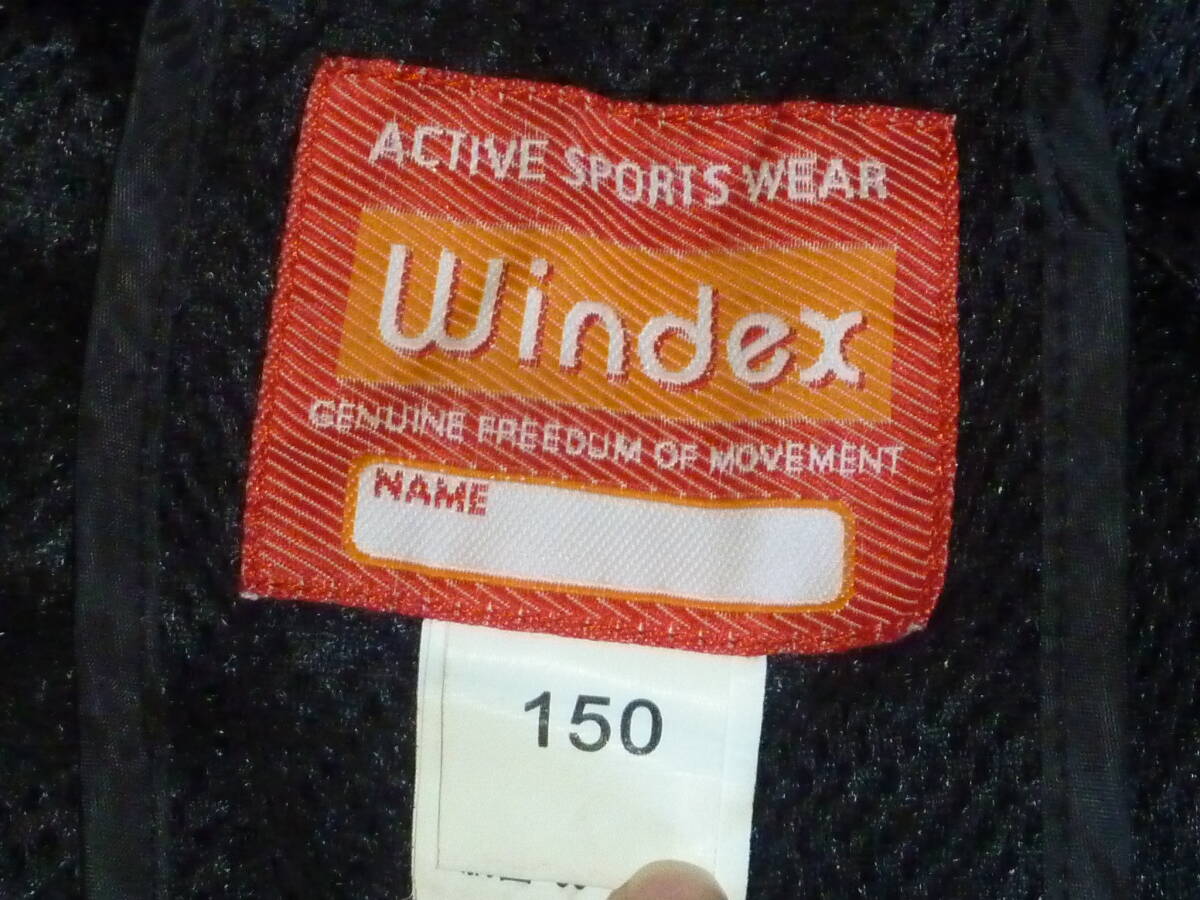 ACTIVE SPORTS WEAR
Windex
GENUINE FREEDUM OF MOVEMENT
NAME
150